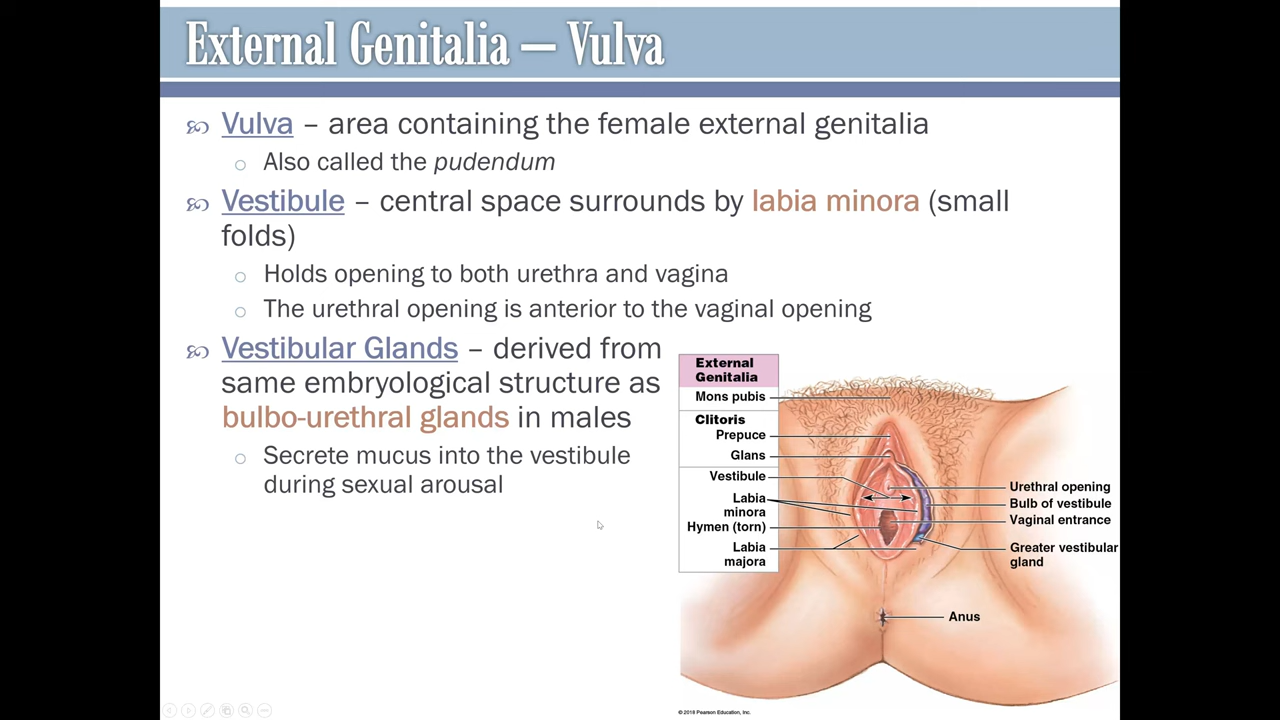 External Genitalia — Vulva
Vulva – area containing the female external genitalia
Also called the pudendum
Vestibule – central space surrounds by labia minora (small
folds)
Holds opening to both urethra and vagina
The urethral opening is anterior to the vaginal opening
Vestibular Glands – derived from
same embryological structure as
bulbo-urethral glands in males
Secrete mucus into the vestibule
during sexual arousal
External
Genitalia
Mons pubis
Clitoris
Prepuce
Glans
Vestibule
Labia
minora
Hymen (torn)
Labia
majora
Urethral opening
Bulb of vestibule
Vaginal entrance
Greater vestibular
gland
Anus
© 2018 Pearson Education, Inc.